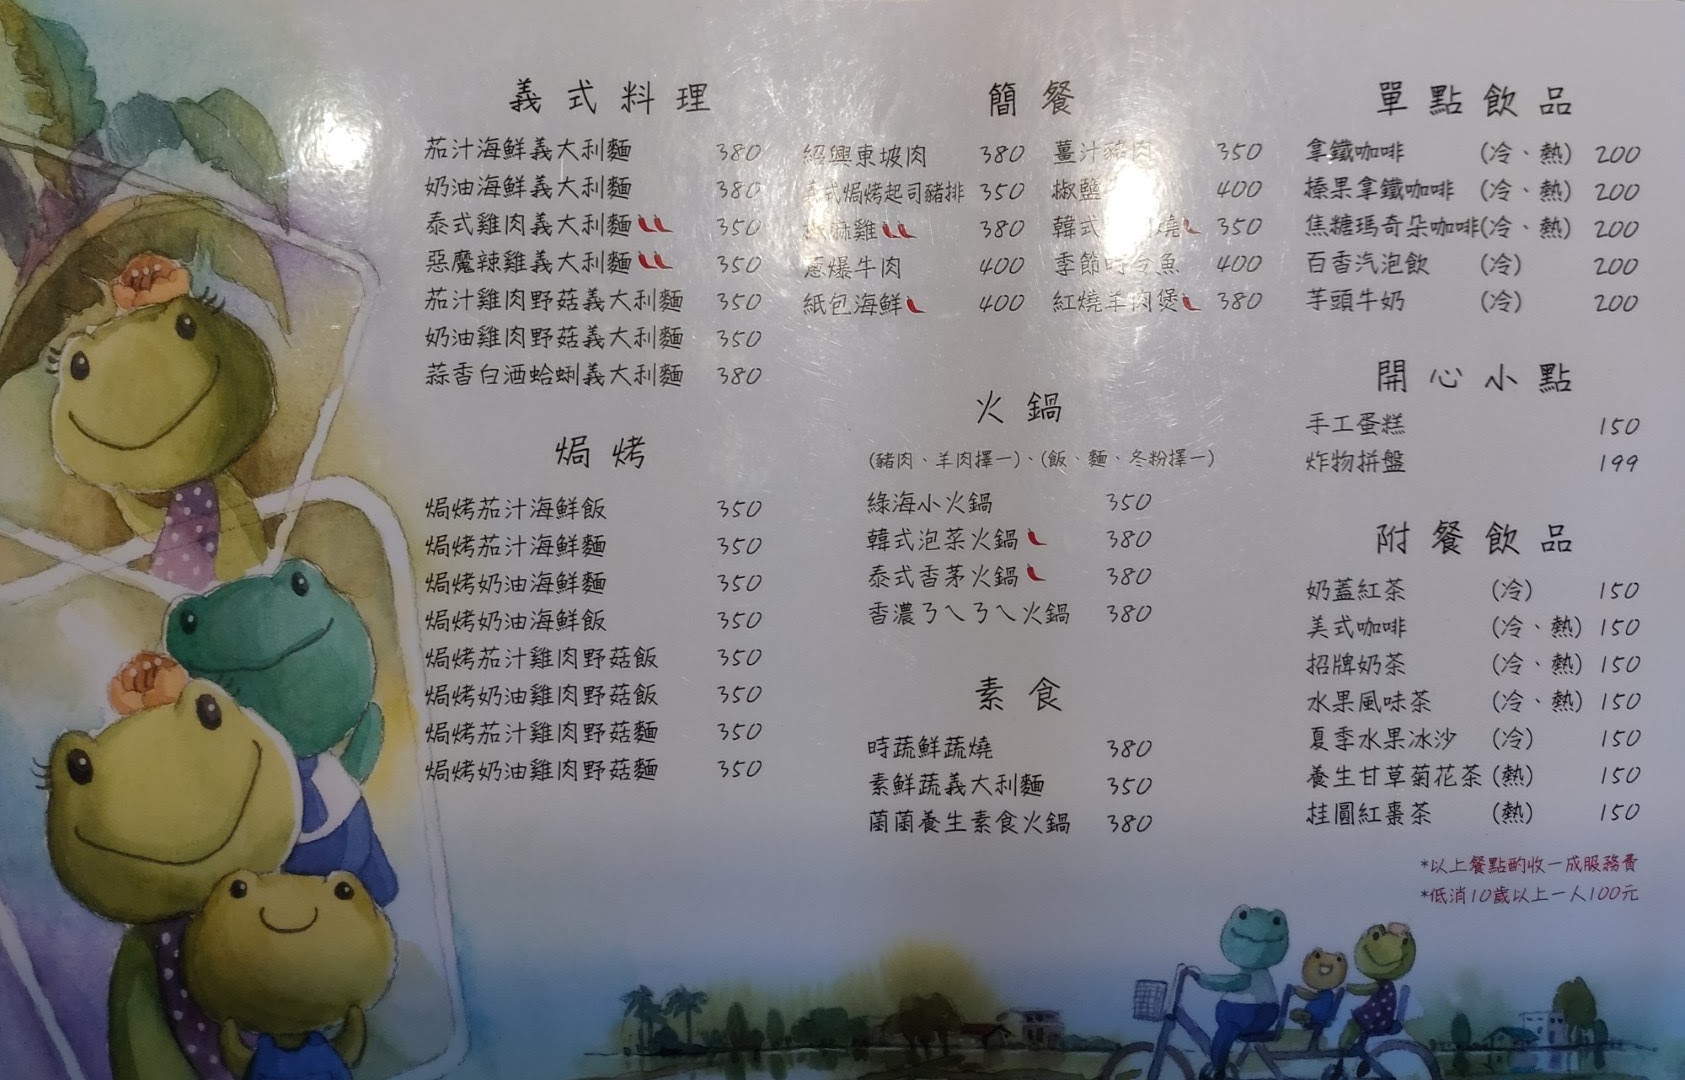 義式料理
茄汁海鮮義大利麵 380
奶油海鮮義大利麵 380
泰式雞肉義大利麵 350
惡魔辣雞義大利麵 350
茄汁雞肉野菇義大利麵 350
奶油雞肉野菇義大利麵 350
蒜香白酒蛤蜊義大利麵 380
焗烤
焗烤茄汁海鮮飯 350
焗烤茄汁海鮮麵 350
焗烤奶油海鮮麵 350
焗烤奶油海鮮飯 350
焗烤茄汁雞肉野菇飯 350
焗烤奶油雞肉野菇飯 350
焗烤茄汁雞肉野菇麵 350
焗烤奶油雞肉野菇麵 350
簡餐
紹興東坡肉 380
式焗烤起司豬排 350
麻雞 380
蔥爆牛肉 400
紙包海鮮 400
薑汁豬肉 350
椒鹽 400
韓式 燒 350
季節時令魚 400
紅燒羊肉煲 380
火鍋
(豬肉、羊肉擇一)、(飯、麵、冬粉擇一)
綠海小火鍋 350
韓式泡菜火鍋 380
泰式香茅火鍋 380
香濃ㄋㄟㄋㄟ火鍋 380
素食
時蔬鮮蔬燒 380
素鮮蔬義大利麵 350
菌菌養生素食火鍋 380
單點飲品
拿鐵咖啡 (冷、熱) 200
榛果拿鐵咖啡 (冷、熱) 200
焦糖瑪奇朵咖啡(冷、熱) 200
百香汽泡飲 (冷) 200
芋頭牛奶 (冷) 200
開心小點
手工蛋糕 150
炸物拼盤 199
附餐飲品
奶蓋紅茶 (冷) 150
美式咖啡 (冷、熱) 150
招牌奶茶 (冷、熱) 150
水果風味茶 (冷、熱) 150
夏季水果冰沙 (冷) 150
養生甘草菊花茶 (熱) 150
桂圓紅棗茶 (熱) 150
*以上餐點酌收一成服務費
*低消10歲以上一人100元